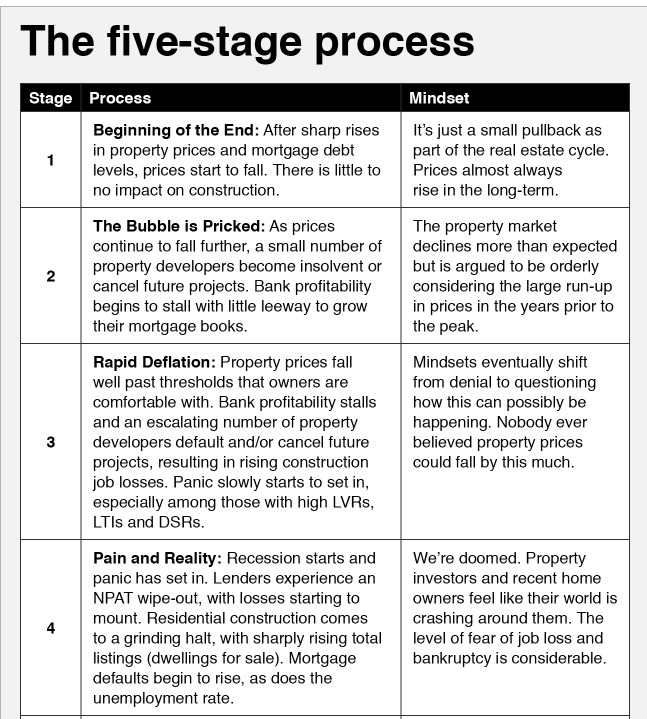 The five-stage process
Stage Process Mindset
1
Beginning of the End: After sharp rises
in property prices and mortgage debt
levels, prices start to fall. There is little to
no impact on construction.
It’s just a small pullback as
part of the real estate cycle.
Prices almost always
rise in the long-term.
2
The Bubble is Pricked: As prices
continue to fall further, a small number of
property developers become insolvent or
cancel future projects. Bank profitability
begins to stall with little leeway to grow
their mortgage books.
The property market
declines more than expected
but is argued to be orderly
considering the large run-up
in prices in the years prior to
the peak.
3
Rapid Deflation: Property prices fall
well past thresholds that owners are
comfortable with. Bank profitability stalls
and an escalating number of property
developers default and/or cancel future
projects, resulting in rising construction
job losses. Panic slowly starts to set in,
especially among those with high LVRs,
LTIs and DSRs.
Mindsets eventually shift
from denial to questioning
how this can possibly be
happening. Nobody ever
believed property prices
could fall by this much.
4
Pain and Reality: Recession starts and
panic has set in. Lenders experience an
NPAT wipe-out, with losses starting to
mount. Residential construction comes
to a grinding halt, with sharply rising total
listings (dwellings for sale). Mortgage
defaults begin to rise, as does the
unemployment rate.
We’re doomed. Property
investors and recent home
owners feel like their world is
crashing around them. The
level of fear of job loss and
bankruptcy is considerable.